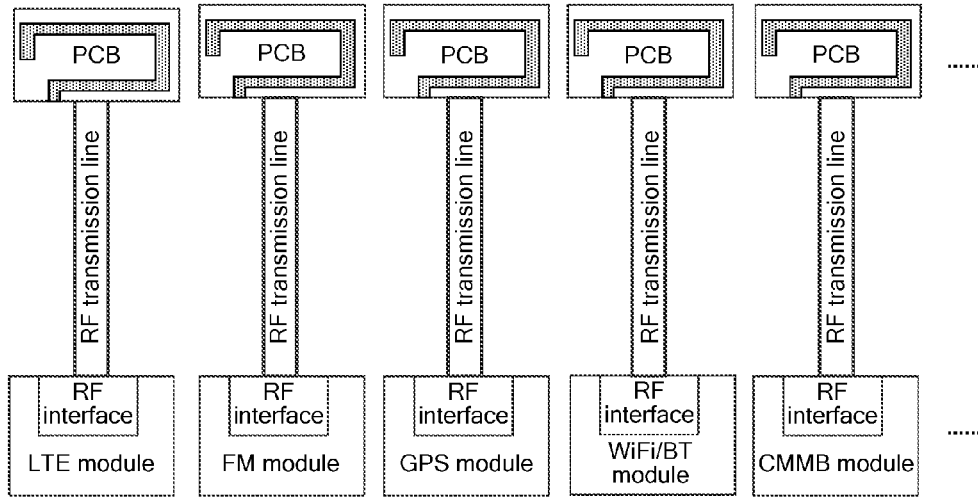 PCB
PCB
PCB
PCB
PCB
RF transmission line
RF transmission line
RF transmission line
RF transmission line
RF transmission line
RF
interface
LTE module
RF
interface
FM module
RF
interface
GPS module
RF
interface
WiFi/BT
module
RF
interface
CMMB module